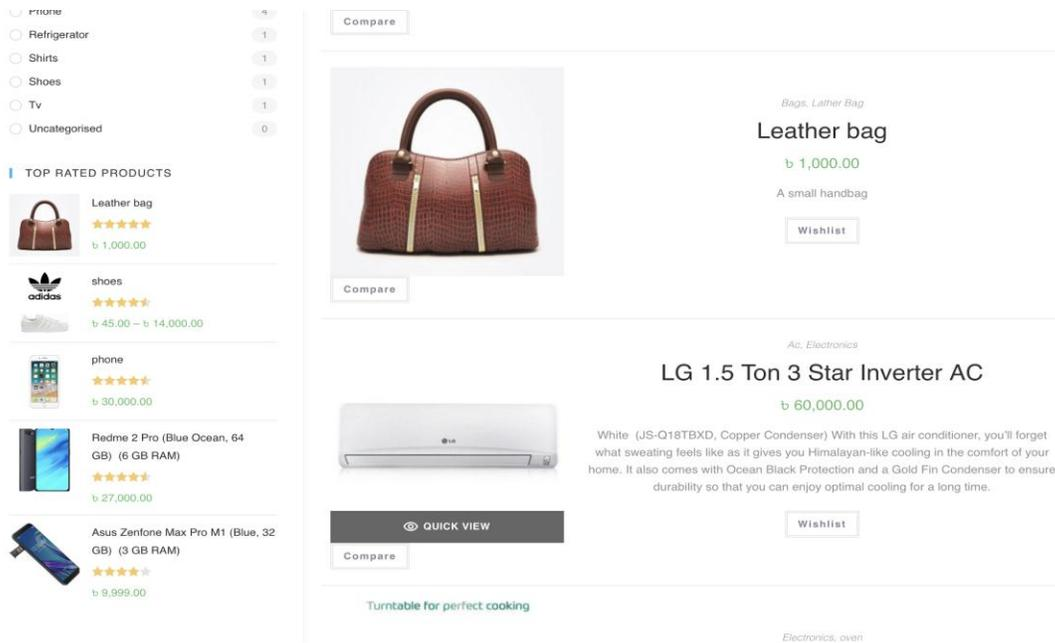 Phone 4
Refrigerator 1
Shirts 1
Shoes 1
Tv 1
Uncategorised 0
TOP RATED PRODUCTS
Leather bag
৳ 1,000.00
adidas
shoes
৳ 45.00 – ৳ 14,000.00
phone
৳ 30,000.00
Redme 2 Pro (Blue Ocean, 64
GB) (6 GB RAM)
৳ 27,000.00
Asus Zenfone Max Pro M1 (Blue, 32
GB) (3 GB RAM)
৳ 9,999.00
Compare
Bags, Lather Bag
Leather bag
৳ 1,000.00
A small handbag
Wishlist
Compare
LG
QUICK VIEW
Compare
Ac, Electronics
LG 1.5 Ton 3 Star Inverter AC
৳ 60,000.00
White (JS-Q18TBXD, Copper Condenser) With this LG air conditioner, you'll forget
what sweating feels like as it gives you Himalayan-like cooling in the comfort of your
home. It also comes with Ocean Black Protection and a Gold Fin Condenser to ensure
durability so that you can enjoy optimal cooling for a long time.
Wishlist
Turntable for perfect cooking
Electronics, oven